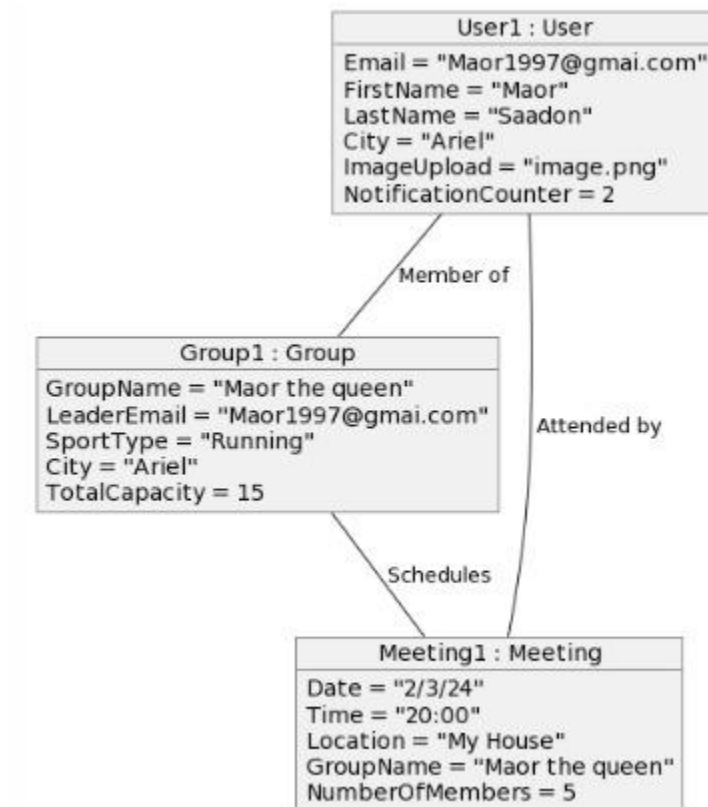 User1 : User
Email = "Maor1997@gmai.com"
FirstName = "Maor"
LastName = "Saadon"
City = "Ariel"
ImageUpload = "image.png"
NotificationCounter = 2
Member of
Group1 : Group
GroupName = "Maor the queen"
LeaderEmail = "Maor1997@gmai.com"
SportType = "Running"
City = "Ariel"
TotalCapacity = 15
Attended by
Schedules
Meeting1 : Meeting
Date = "2/3/24"
Time = "20:00"
Location = "My House"
GroupName = "Maor the queen"
NumberOfMembers = 5